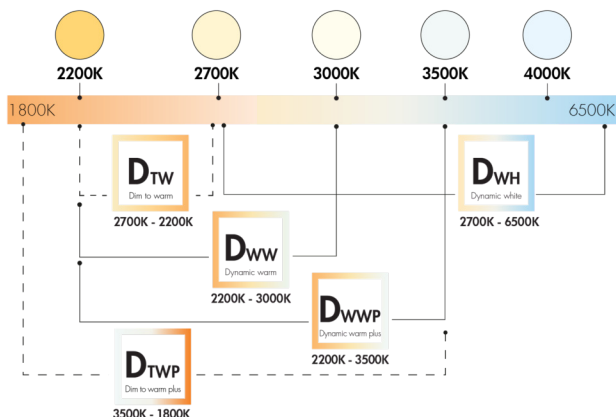 2200K
2700K
3000K
3500K
4000K
1800K
6500K
DTW
Dim to warm
2700K - 2200K
DWH
Dynamic white
2700K - 6500K
DWW
Dynamic warm
2200K - 3000K
DWWP
Dynamic warm plus
2200K - 3500K
DTWP
Dim to warm plus
3500K - 1800K